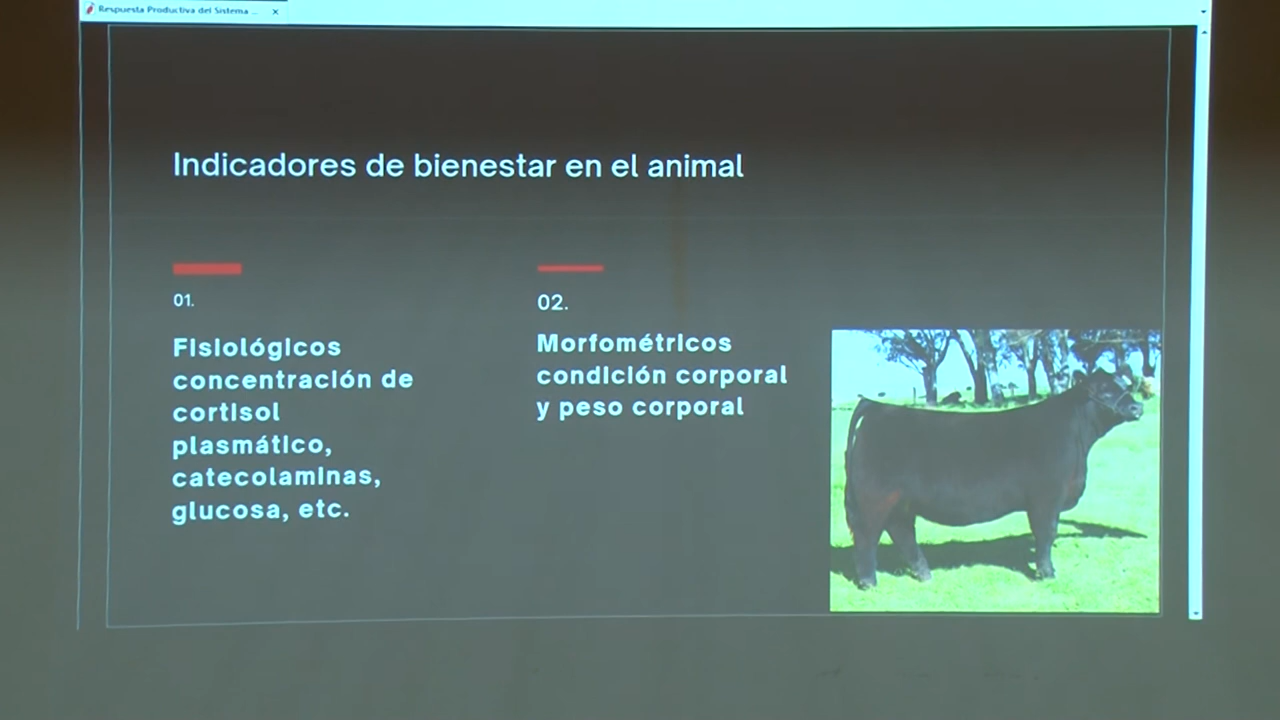 Respuesta Productiva del Sistema ...
Indicadores de bienestar en el animal
01.
Fisiológicos
concentración de
cortisol
plasmático,
catecolaminas,
glucosa, etc.
02.
Morfométricos
condición corporal
y peso corporal